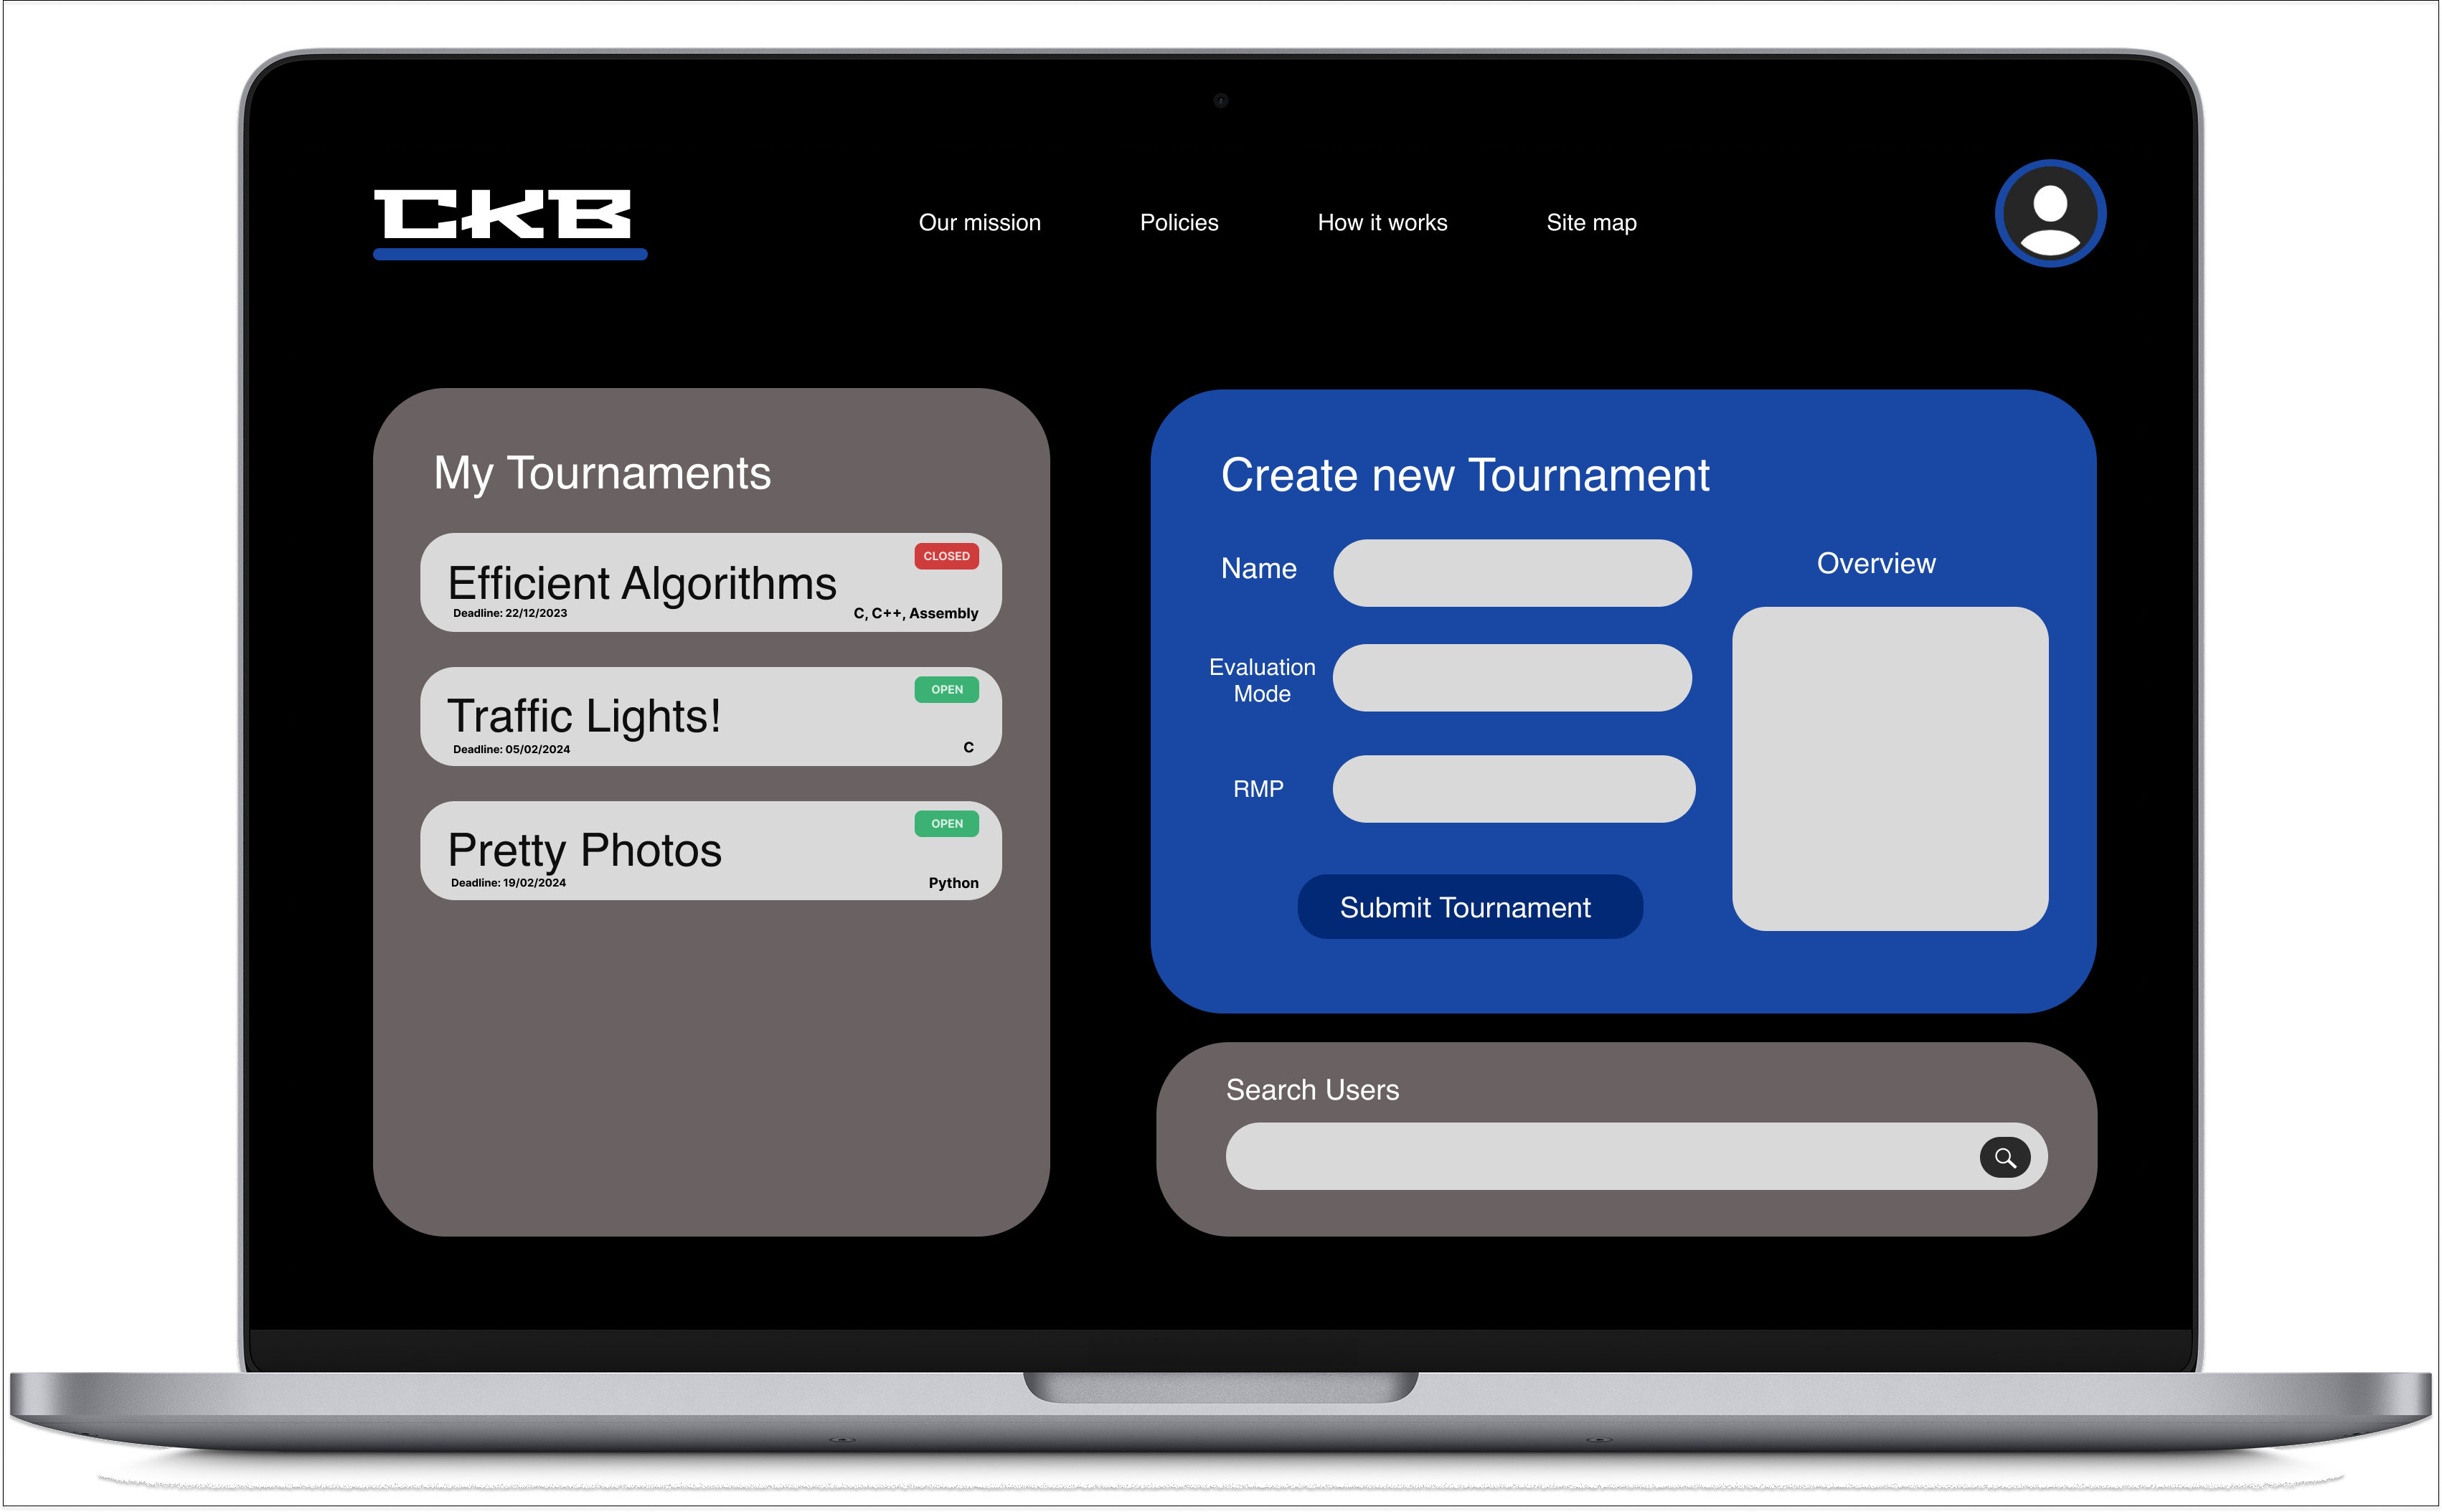 CKB
Our mission
Policies
How it works
Site map
My Tournaments
CLOSED
Efficient Algorithms
Deadline: 22/12/2023
C, C++, Assembly
OPEN
Traffic Lights!
Deadline: 05/02/2024
C
OPEN
Pretty Photos
Deadline: 19/02/2024
Python
Create new Tournament
Name
Overview
Evaluation
Mode
RMP
Submit Tournament
Search Users